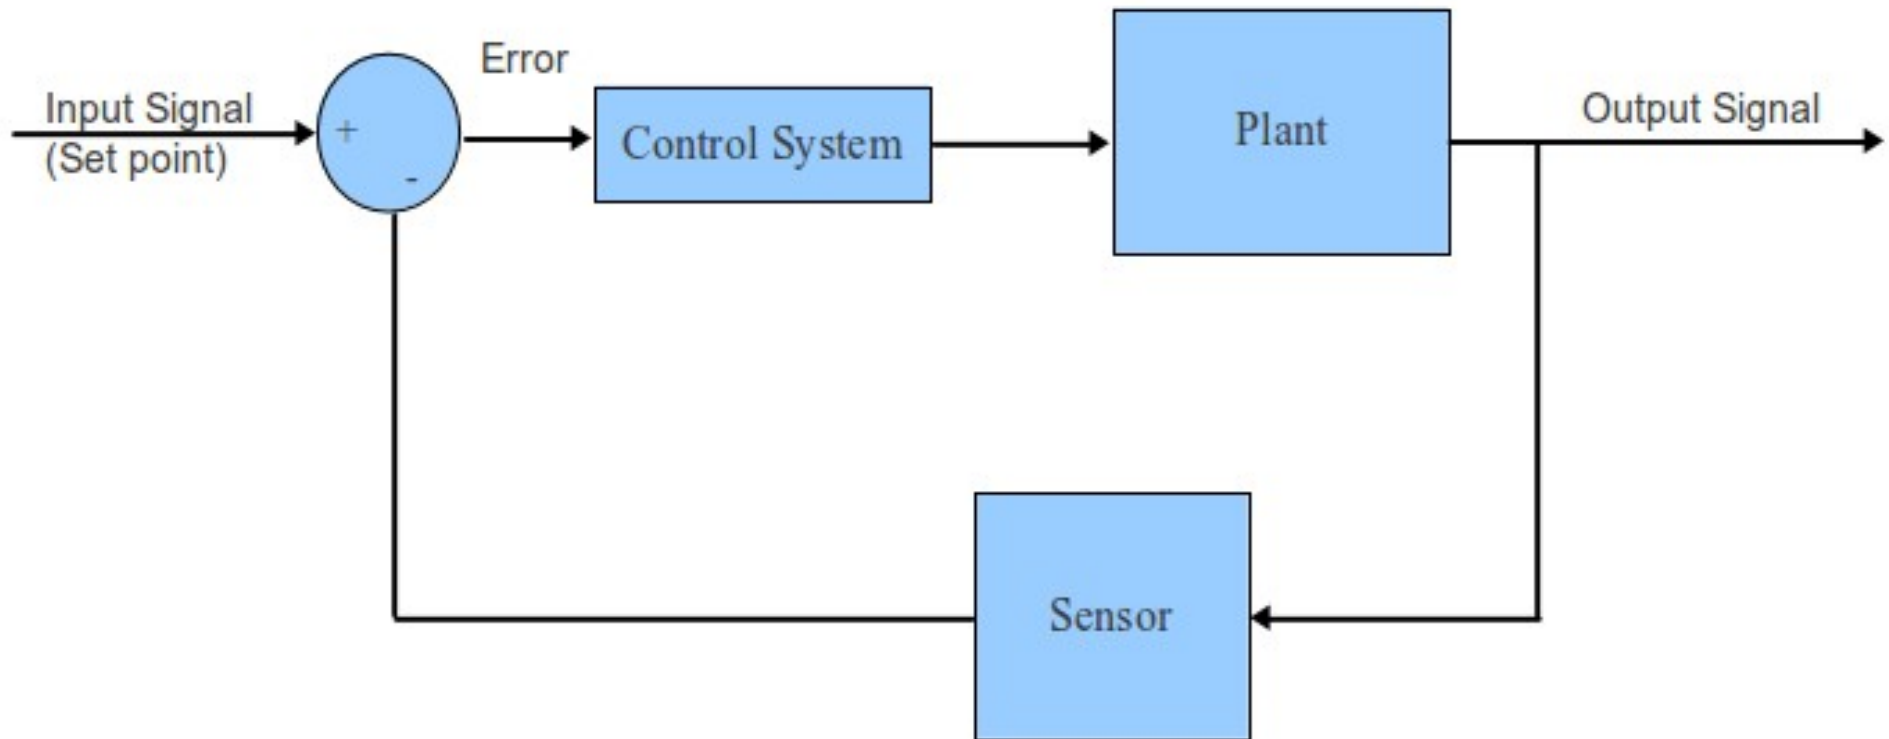 Input Signal
(Set point)
+
-
Error
Control System
Plant
Output Signal
Sensor